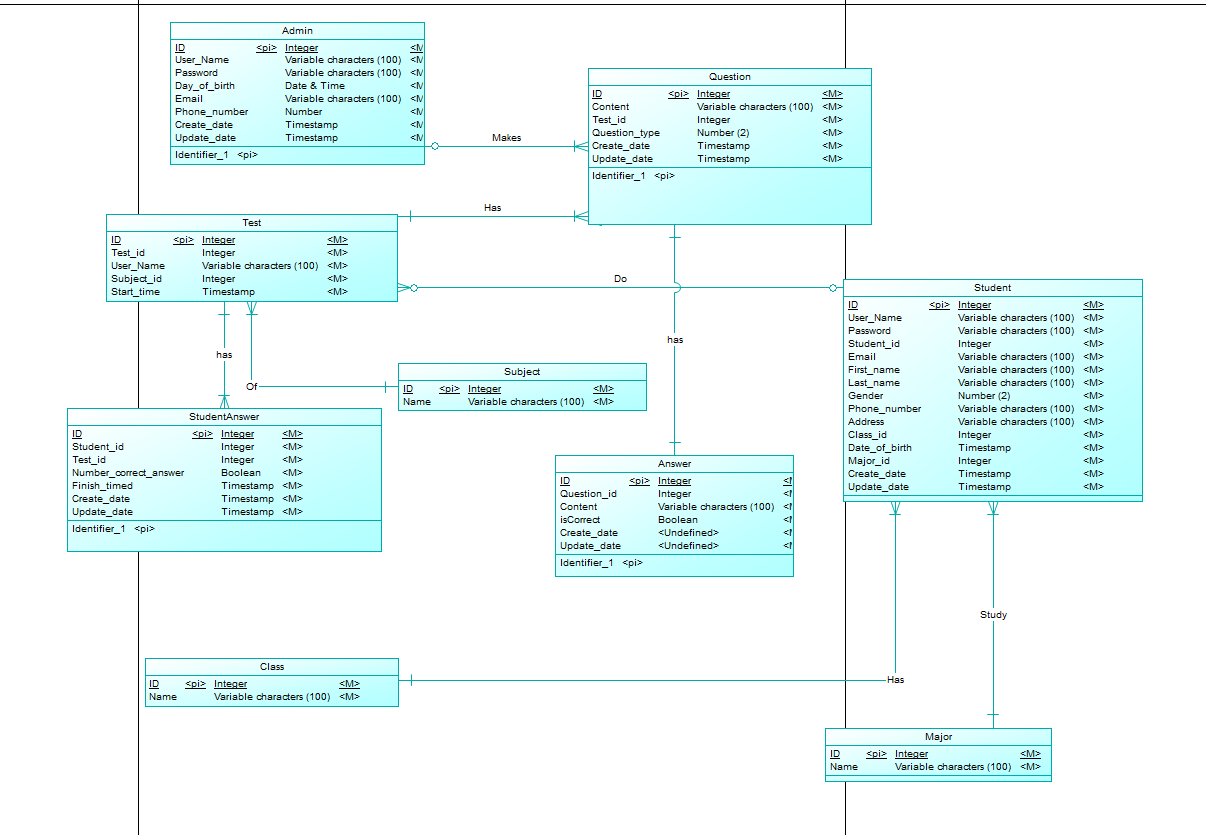 Admin
ID <pi> Integer <M
User_Name Variable characters (100) <M
Password Variable characters (100) <M
Day_of_birth Date & Time <M
Email Variable characters (100) <M
Phone_number Number <M
Create_date Timestamp <M
Update_date Timestamp <M
Identifier_1 <pi>
Makes
Question
ID <pi> Integer <M>
Content Variable characters (100) <M>
Test_id Integer <M>
Question_type Number (2) <M>
Create_date Timestamp <M>
Update_date Timestamp <M>
Identifier_1 <pi>
Has
Test
ID <pi> Integer <M>
Test_id Integer <M>
User_Name Variable characters (100) <M>
Subject_id Integer <M>
Start_time Timestamp <M>
Do
Student
ID <pi> Integer <M>
User_Name Variable characters (100) <M>
Password Variable characters (100) <M>
Student_id Integer <M>
Email Variable characters (100) <M>
First_name Variable characters (100) <M>
Last_name Variable characters (100) <M>
Gender Number (2) <M>
Phone_number Variable characters (100) <M>
Address Variable characters (100) <M>
Class_id Integer <M>
Date_of_birth Timestamp <M>
Major_id Integer <M>
Create_date Timestamp <M>
Update_date Timestamp <M>
has
has
Of
Subject
ID <pi> Integer <M>
Name Variable characters (100) <M>
StudentAnswer
ID <pi> Integer <M>
Student_id Integer <M>
Test_id Integer <M>
Number_correct_answer Boolean <M>
Finish_timed Timestamp <M>
Create_date Timestamp <M>
Update_date Timestamp <M>
Identifier_1 <pi>
Answer
ID <pi> Integer <M
Question_id Integer <M
Content Variable characters (100) <M
isCorrect Boolean <M
Create_date <Undefined> <M
Update_date <Undefined> <M
Identifier_1 <pi>
Study
Class
ID <pi> Integer <M>
Name Variable characters (100) <M>
Has
Major
ID <pi> Integer <M>
Name Variable characters (100) <M>